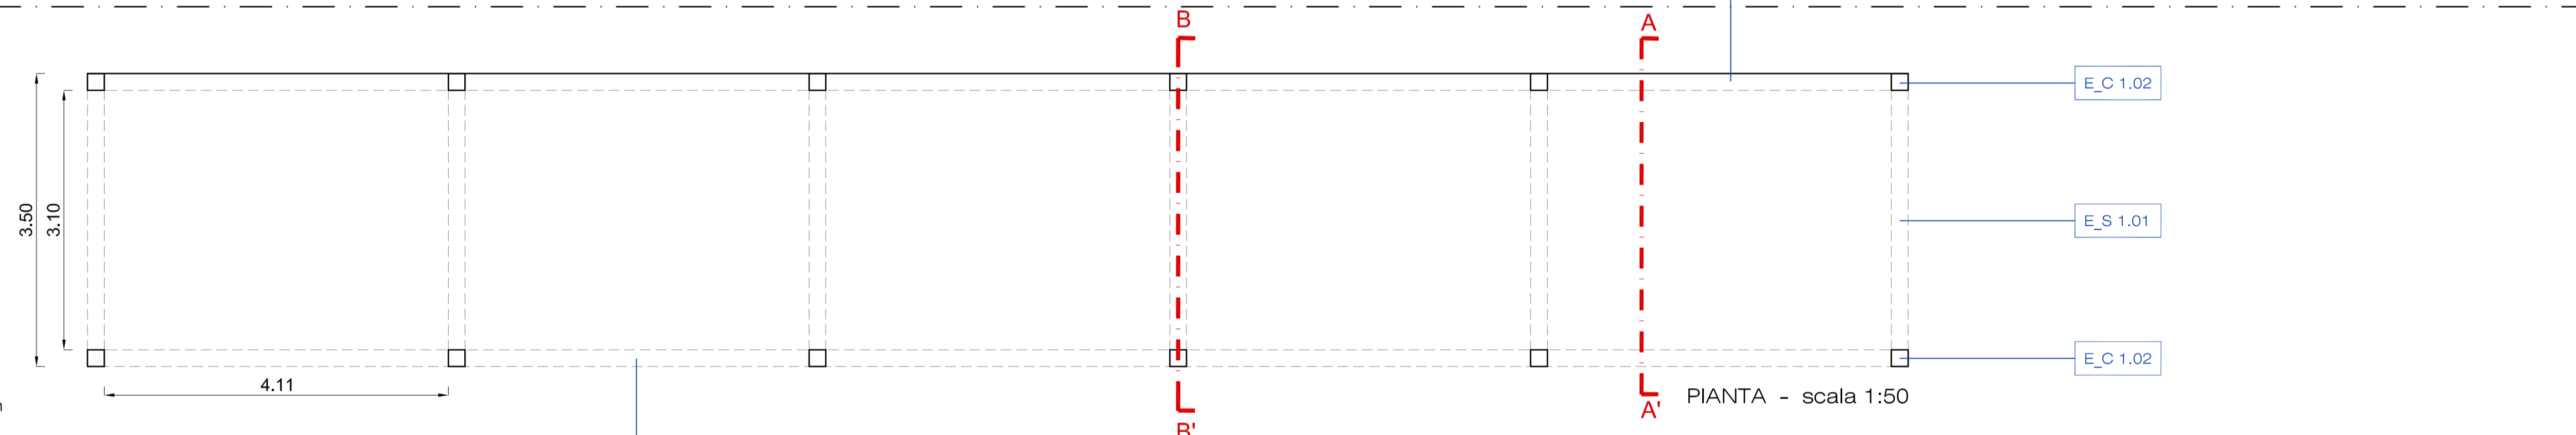 B
A
E_C 1.02
3.50
3.10
E_S 1.01
E_C 1.02
4.11
PIANTA - scala 1:50
A'
B'